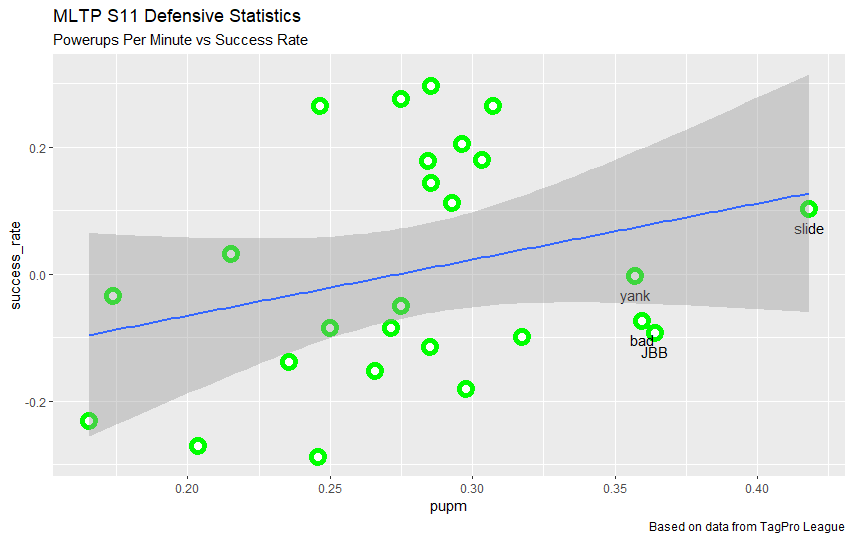 MLTP S11 Defensive Statistics
Powerups Per Minute vs Success Rate
success_rate
0.2
0.0
-0.2
slide
yank
bad
JBB
0.20 0.25 0.30 0.35 0.40
pupm
Based on data from TagPro League